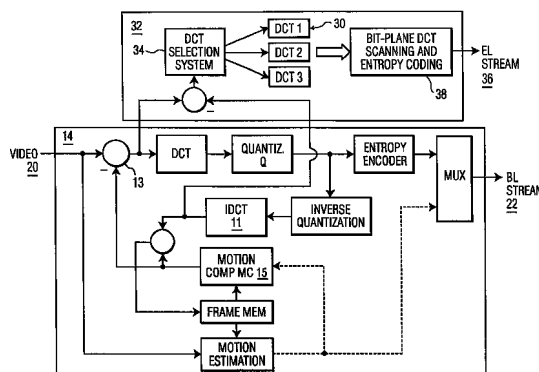 32
34
DCT
SELECTION
SYSTEM
DCT 1
30
DCT 2
DCT 3
BIT-PLANE DCT
SCANNING AND
ENTROPY CODING
38
EL
STREAM
36
–
14
VIDEO
20
–
13
DCT
QUANTIZ.
Q
ENTROPY
ENCODER
MUX
BL
STREAM
22
IDCT
11
INVERSE
QUANTIZATION
MOTION
COMP MC 15
FRAME MEM
MOTION
ESTIMATION